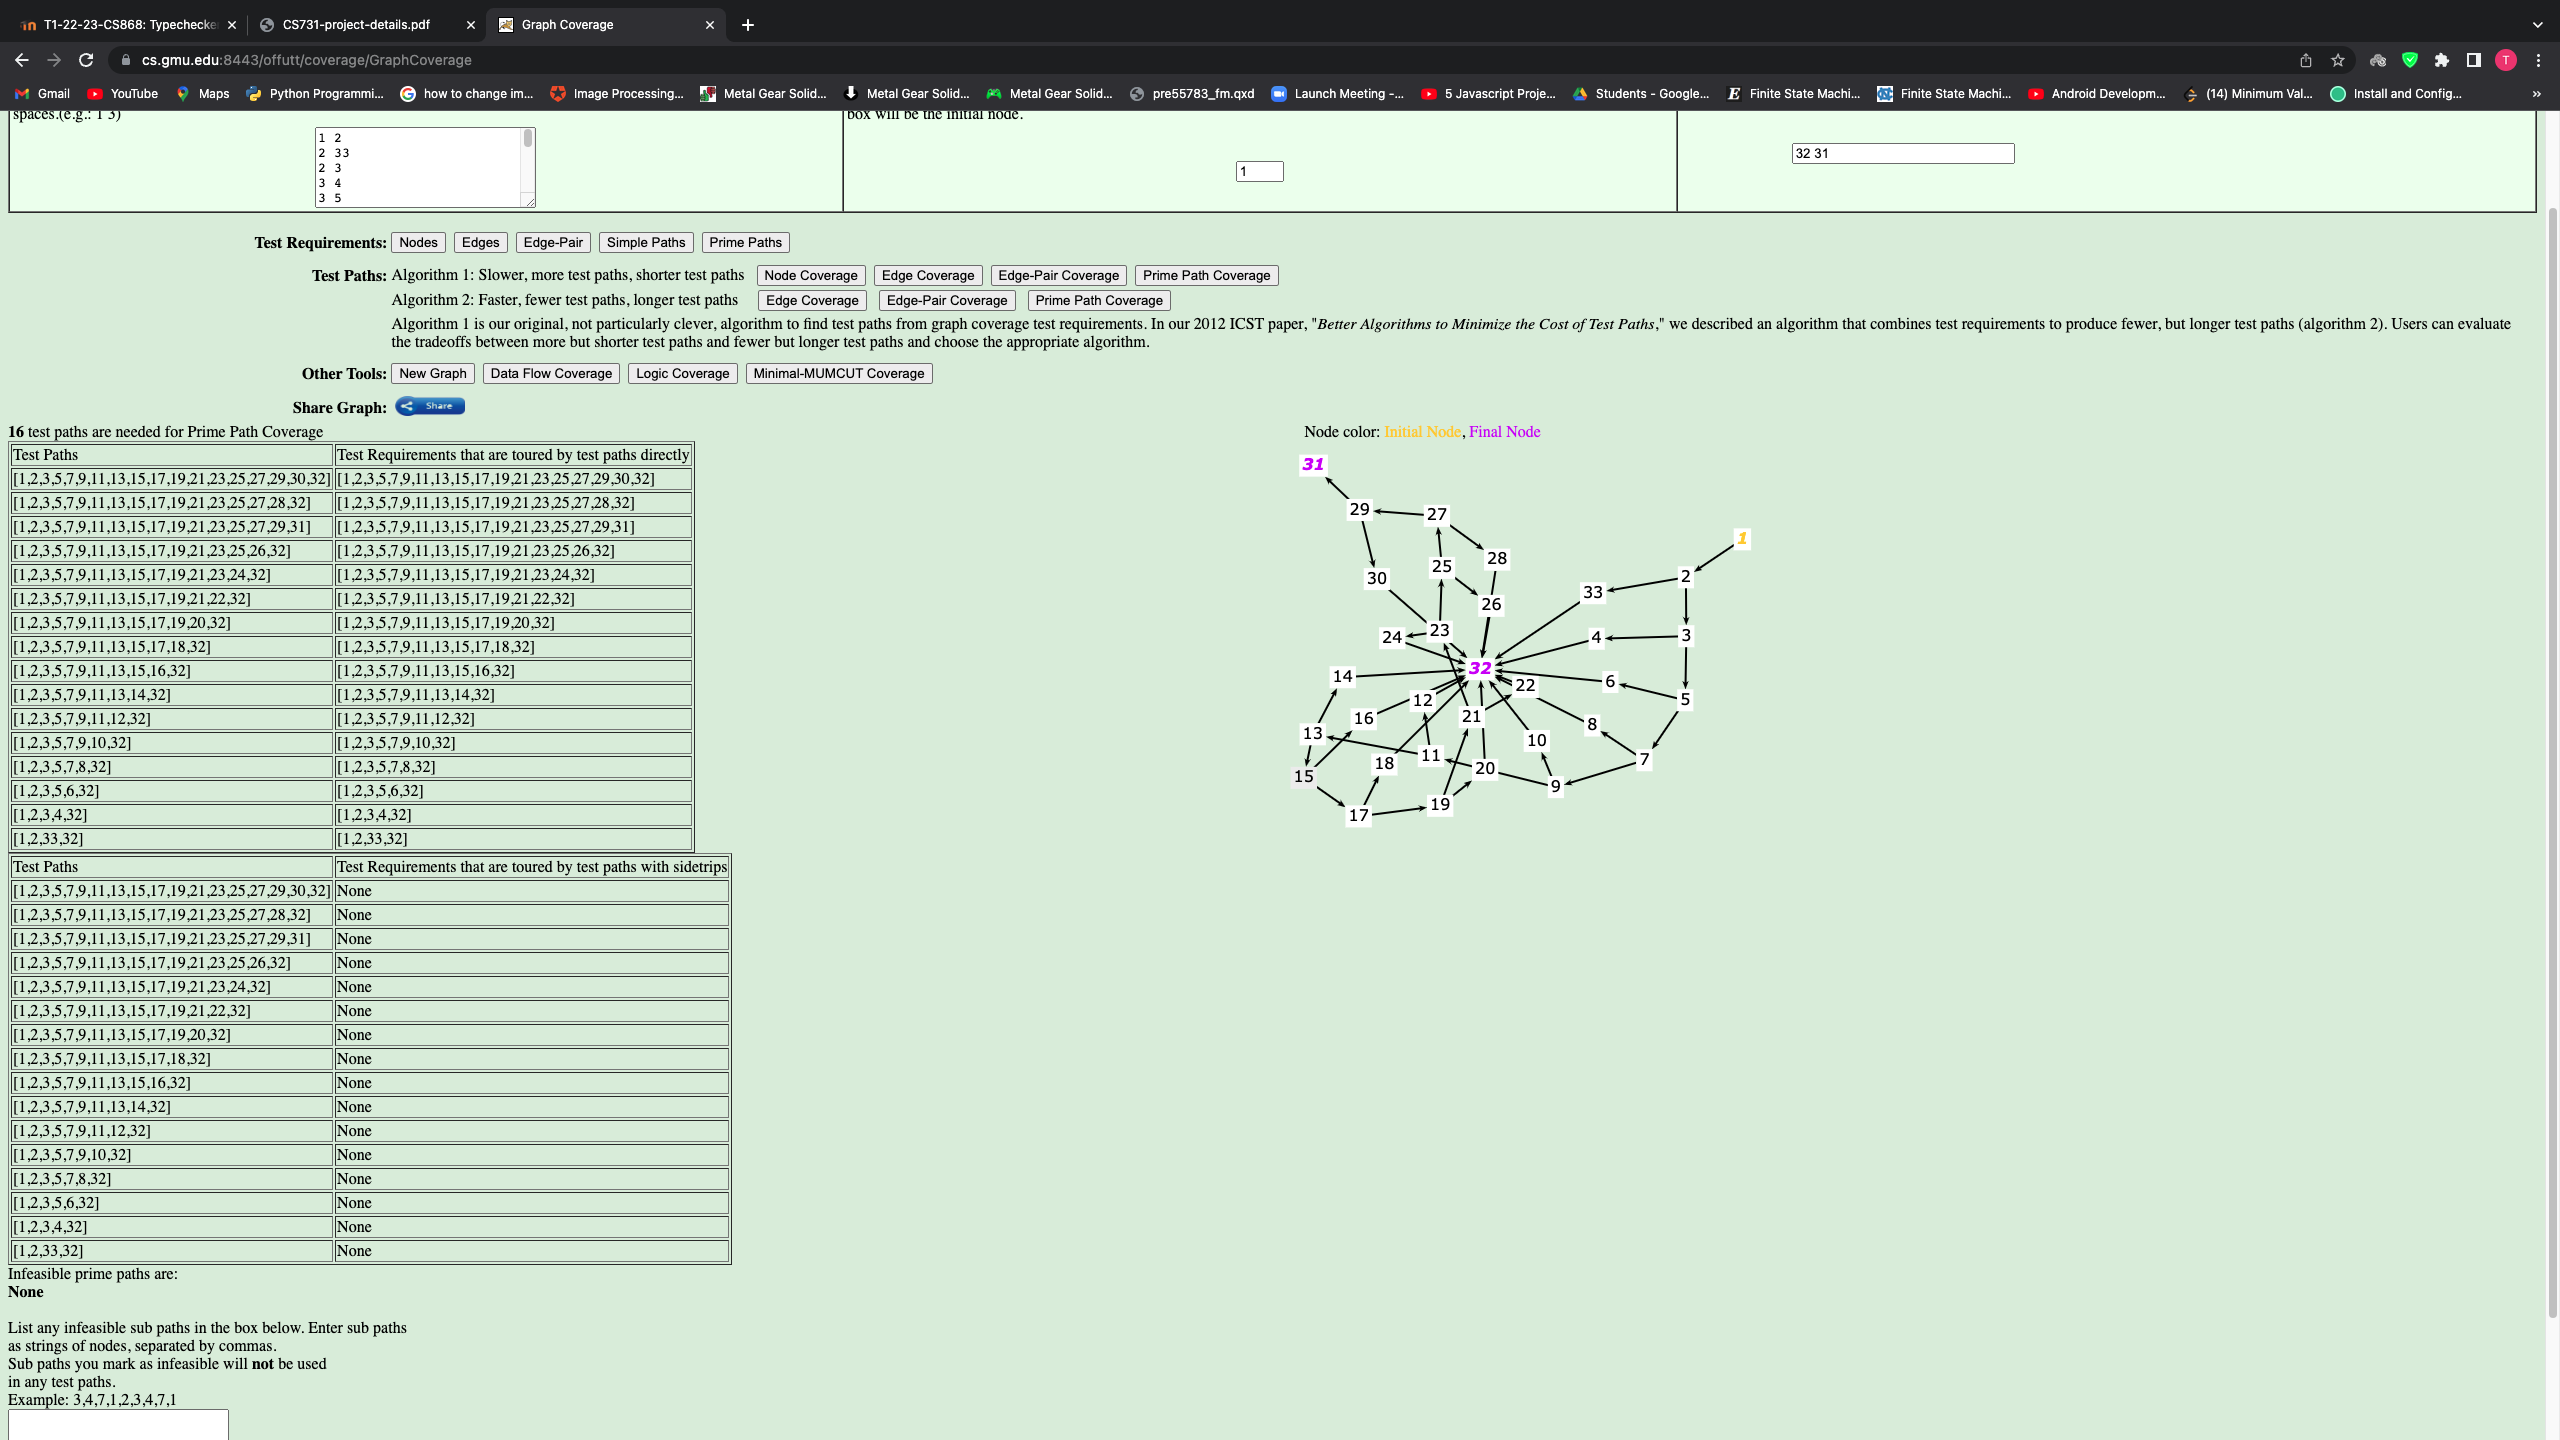 T1-22-23-CS868: Typechecke
CS731-project-details.pdf
Graph Coverage
cs.gmu.edu:8443/offutt/coverage/GraphCoverage
T
Gmail
YouTube
Maps
Python Programmi...
how to change im...
Image Processing...
Metal Gear Solid...
Metal Gear Solid...
Metal Gear Solid...
pre55783_fm.qxd
Launch Meeting -...
5 Javascript Proje...
Students - Google...
Finite State Machi...
Finite State Machi...
Android Developm...
(14) Minimum Val...
Install and Config...
spaces.(e.g.: 1 3)
box will be the initial node.
1 2
2 33
2 3
3 4
3 5
1
32 31
Test Requirements: Nodes Edges Edge-Pair Simple Paths Prime Paths
Test Paths: Algorithm 1: Slower, more test paths, shorter test paths Node Coverage Edge Coverage Edge-Pair Coverage Prime Path Coverage
Algorithm 2: Faster, fewer test paths, longer test paths Edge Coverage Edge-Pair Coverage Prime Path Coverage
Algorithm 1 is our original, not particularly clever, algorithm to find test paths from graph coverage test requirements. In our 2012 ICST paper, "Better Algorithms to Minimize the Cost of Test Paths," we described an algorithm that combines test requirements to produce fewer, but longer test paths (algorithm 2). Users can evaluate
the tradeoffs between more but shorter test paths and fewer but longer test paths and choose the appropriate algorithm.
Other Tools: New Graph Data Flow Coverage Logic Coverage Minimal-MUMCUT Coverage
Share Graph: Share
16 test paths are needed for Prime Path Coverage
Test Paths Test Requirements that are toured by test paths directly
[1,2,3,5,7,9,11,13,15,17,19,21,23,25,27,29,30,32] [1,2,3,5,7,9,11,13,15,17,19,21,23,25,27,29,30,32]
[1,2,3,5,7,9,11,13,15,17,19,21,23,25,27,28,32] [1,2,3,5,7,9,11,13,15,17,19,21,23,25,27,28,32]
[1,2,3,5,7,9,11,13,15,17,19,21,23,25,27,29,31] [1,2,3,5,7,9,11,13,15,17,19,21,23,25,27,29,31]
[1,2,3,5,7,9,11,13,15,17,19,21,23,25,26,32] [1,2,3,5,7,9,11,13,15,17,19,21,23,25,26,32]
[1,2,3,5,7,9,11,13,15,17,19,21,23,24,32] [1,2,3,5,7,9,11,13,15,17,19,21,23,24,32]
[1,2,3,5,7,9,11,13,15,17,19,21,22,32] [1,2,3,5,7,9,11,13,15,17,19,21,22,32]
[1,2,3,5,7,9,11,13,15,17,19,20,32] [1,2,3,5,7,9,11,13,15,17,19,20,32]
[1,2,3,5,7,9,11,13,15,17,18,32] [1,2,3,5,7,9,11,13,15,17,18,32]
[1,2,3,5,7,9,11,13,15,16,32] [1,2,3,5,7,9,11,13,15,16,32]
[1,2,3,5,7,9,11,13,14,32] [1,2,3,5,7,9,11,13,14,32]
[1,2,3,5,7,9,11,12,32] [1,2,3,5,7,9,11,12,32]
[1,2,3,5,7,9,10,32] [1,2,3,5,7,9,10,32]
[1,2,3,5,7,8,32] [1,2,3,5,7,8,32]
[1,2,3,5,6,32] [1,2,3,5,6,32]
[1,2,3,4,32] [1,2,3,4,32]
[1,2,33,32] [1,2,33,32]
Test Paths Test Requirements that are toured by test paths with sidetrips
[1,2,3,5,7,9,11,13,15,17,19,21,23,25,27,29,30,32] None
[1,2,3,5,7,9,11,13,15,17,19,21,23,25,27,28,32] None
[1,2,3,5,7,9,11,13,15,17,19,21,23,25,27,29,31] None
[1,2,3,5,7,9,11,13,15,17,19,21,23,25,26,32] None
[1,2,3,5,7,9,11,13,15,17,19,21,23,24,32] None
[1,2,3,5,7,9,11,13,15,17,19,21,22,32] None
[1,2,3,5,7,9,11,13,15,17,19,20,32] None
[1,2,3,5,7,9,11,13,15,17,18,32] None
[1,2,3,5,7,9,11,13,15,16,32] None
[1,2,3,5,7,9,11,13,14,32] None
[1,2,3,5,7,9,11,12,32] None
[1,2,3,5,7,9,10,32] None
[1,2,3,5,7,8,32] None
[1,2,3,5,6,32] None
[1,2,3,4,32] None
[1,2,33,32] None
Infeasible prime paths are:
None
List any infeasible sub paths in the box below. Enter sub paths
as strings of nodes, separated by commas.
Sub paths you mark as infeasible will not be used
in any test paths.
Example: 3,4,7,1,2,3,4,7,1
Node color: Initial Node, Final Node
31
29
27
1
28
25
2
30
33
26
23
24
3
4
32
14
6
22
12
5
16
21
8
13
10
11
7
18
20
15
9
19
17